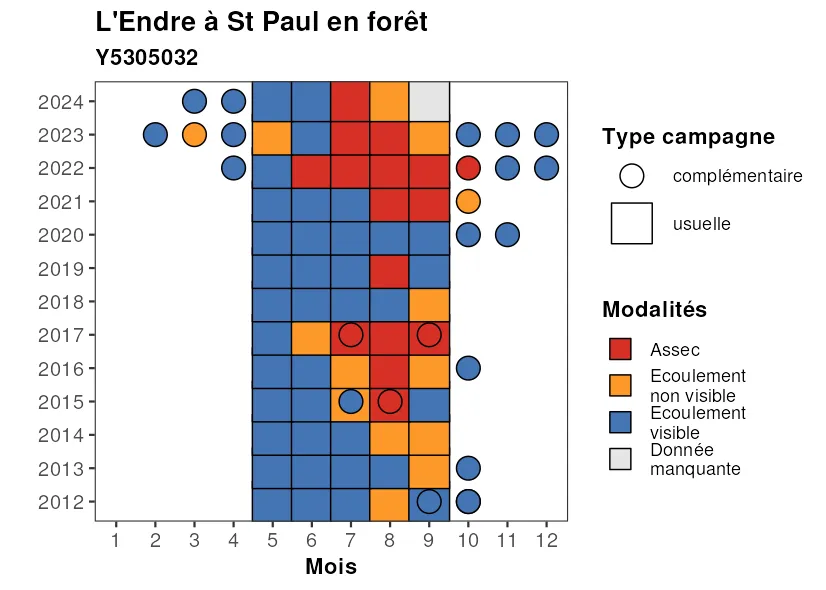 L'Endre à St Paul en forêt
Y5305032
2024
2023
2022
2021
2020
2019
2018
2017
2016
2015
2014
2013
2012
1 2 3 4 5 6 7 8 9 10 11 12
Mois
Type campagne
complémentaire
usuelle
Modalités
Assec
Ecoulement
non visible
Ecoulement
visible
Donnée
manquante